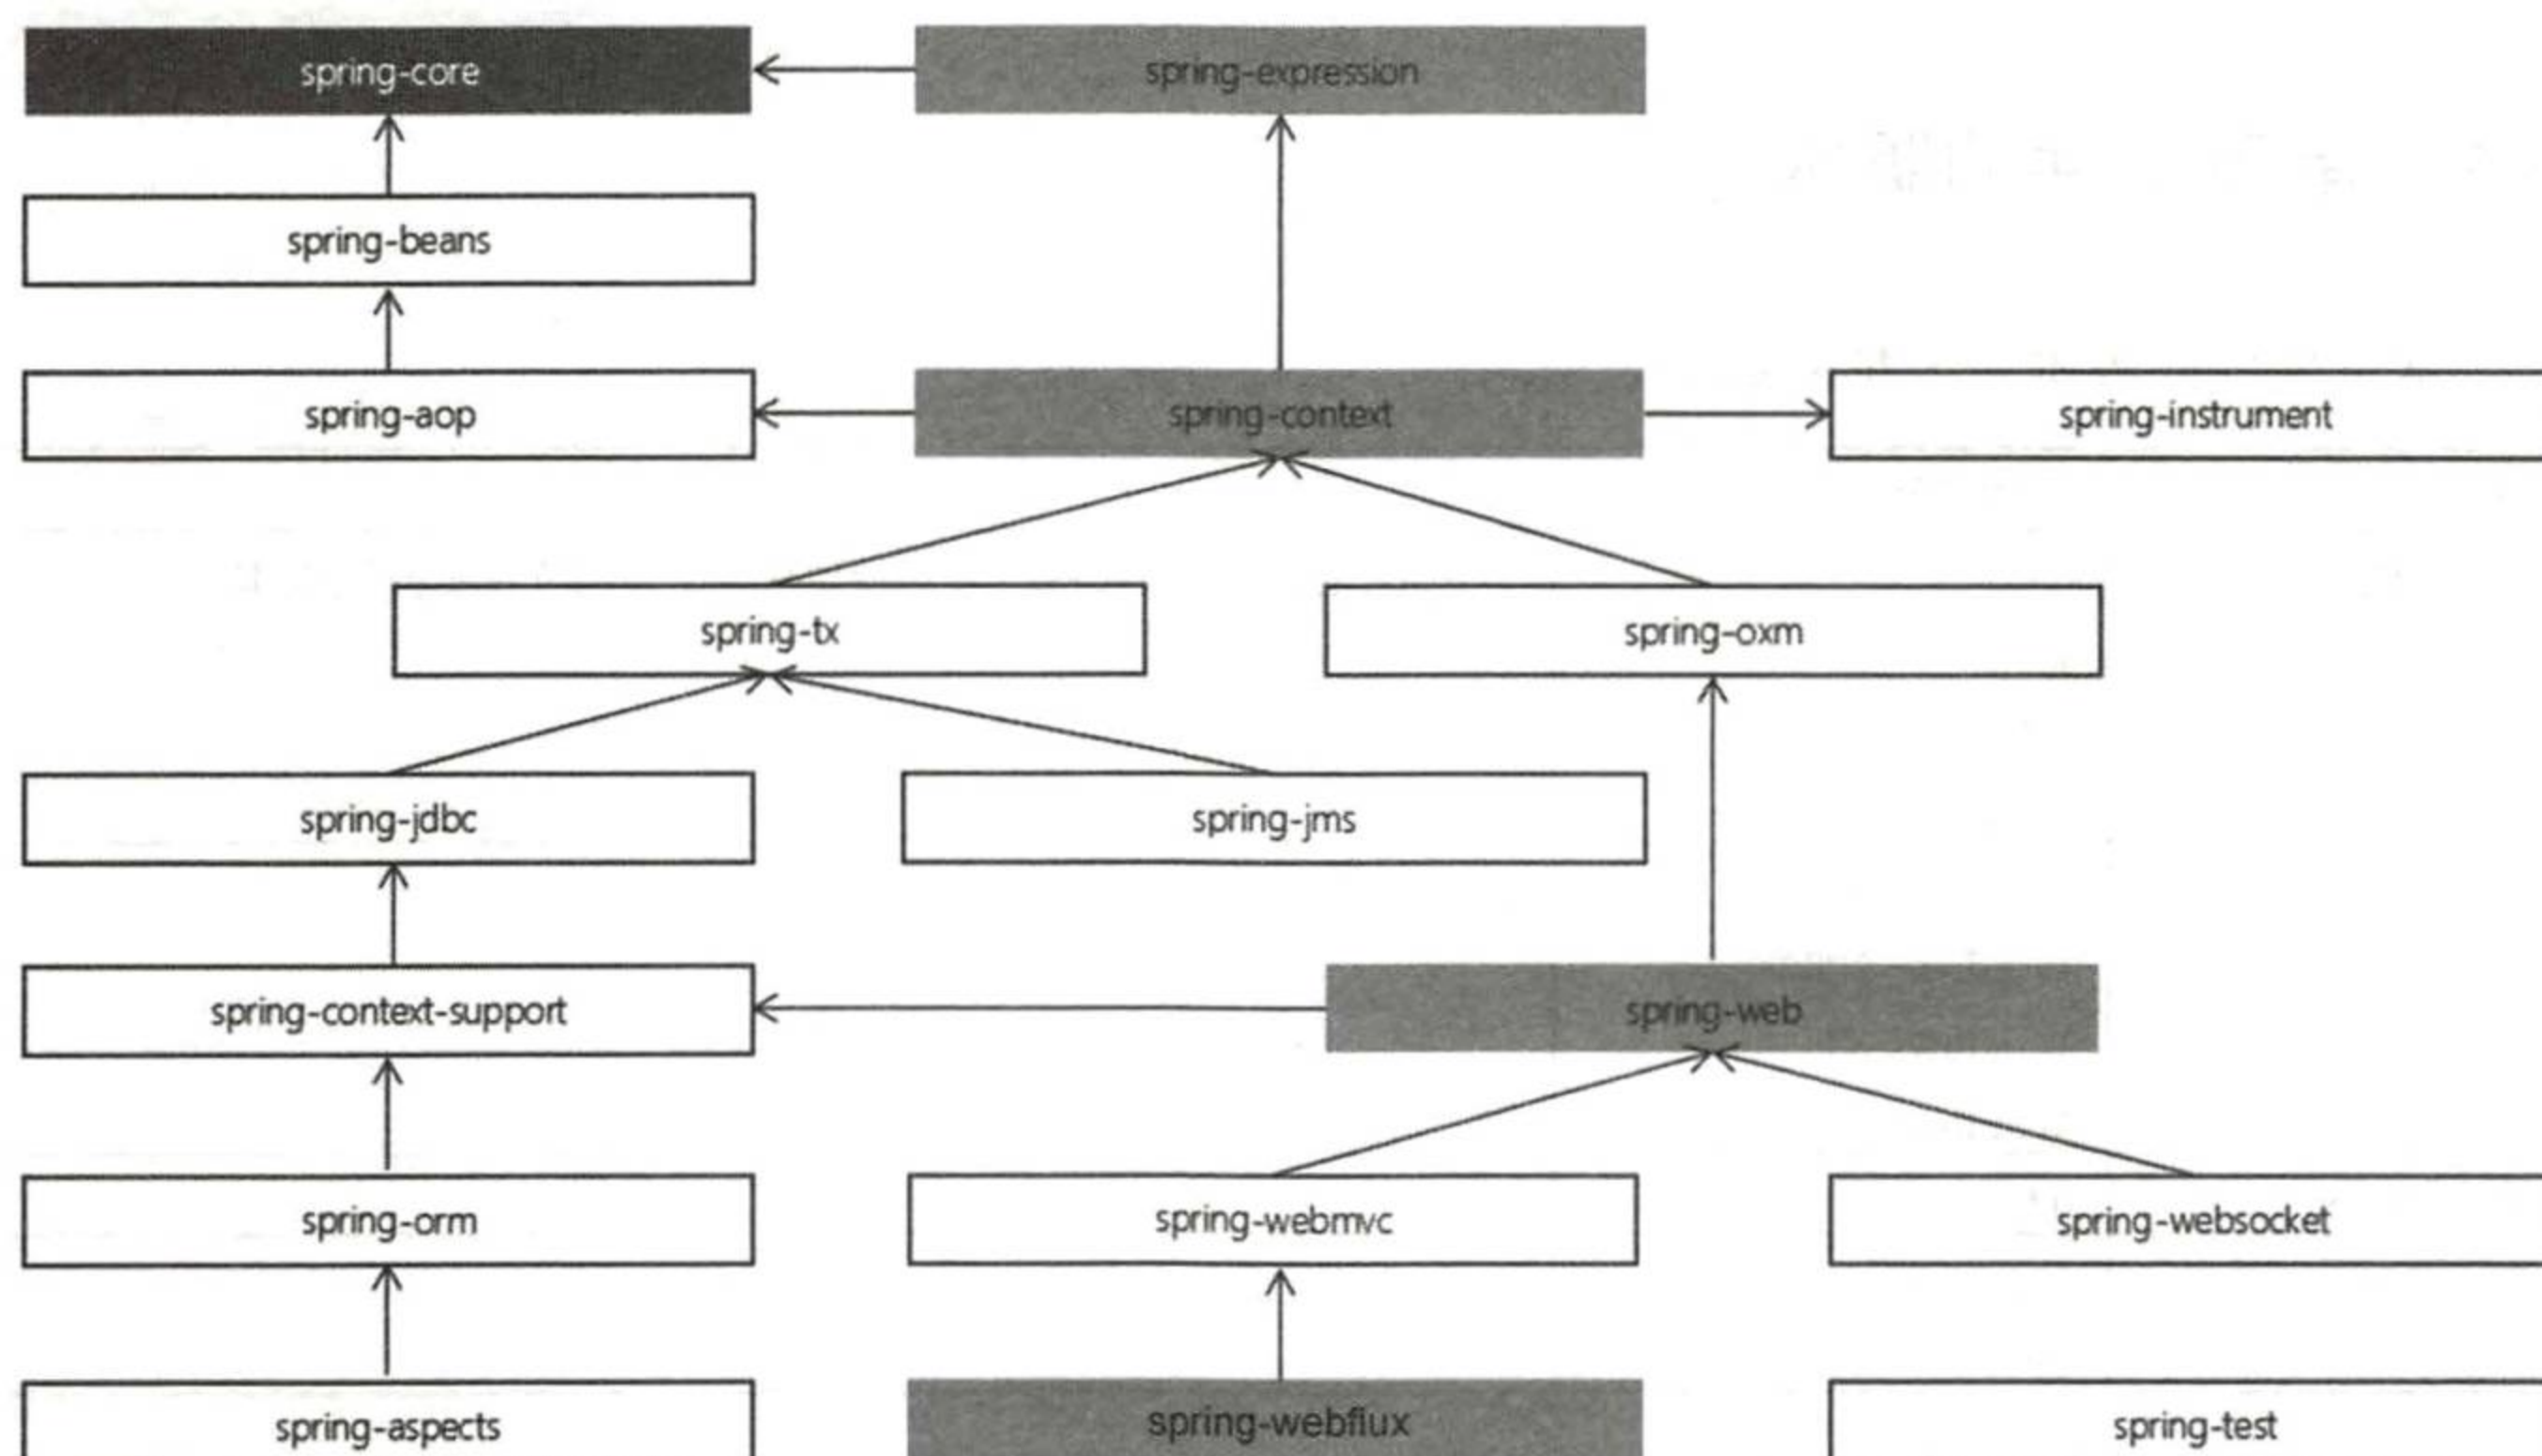 spring-core
spring-expression
spring-beans
spring-aop
spring-context
spring-instrument
spring-tx
spring-oxm
spring-jdbc
spring-jms
spring-context-support
spring-web
spring-orm
spring-webmvc
spring-websocket
spring-aspects
spring-webflux
spring-test